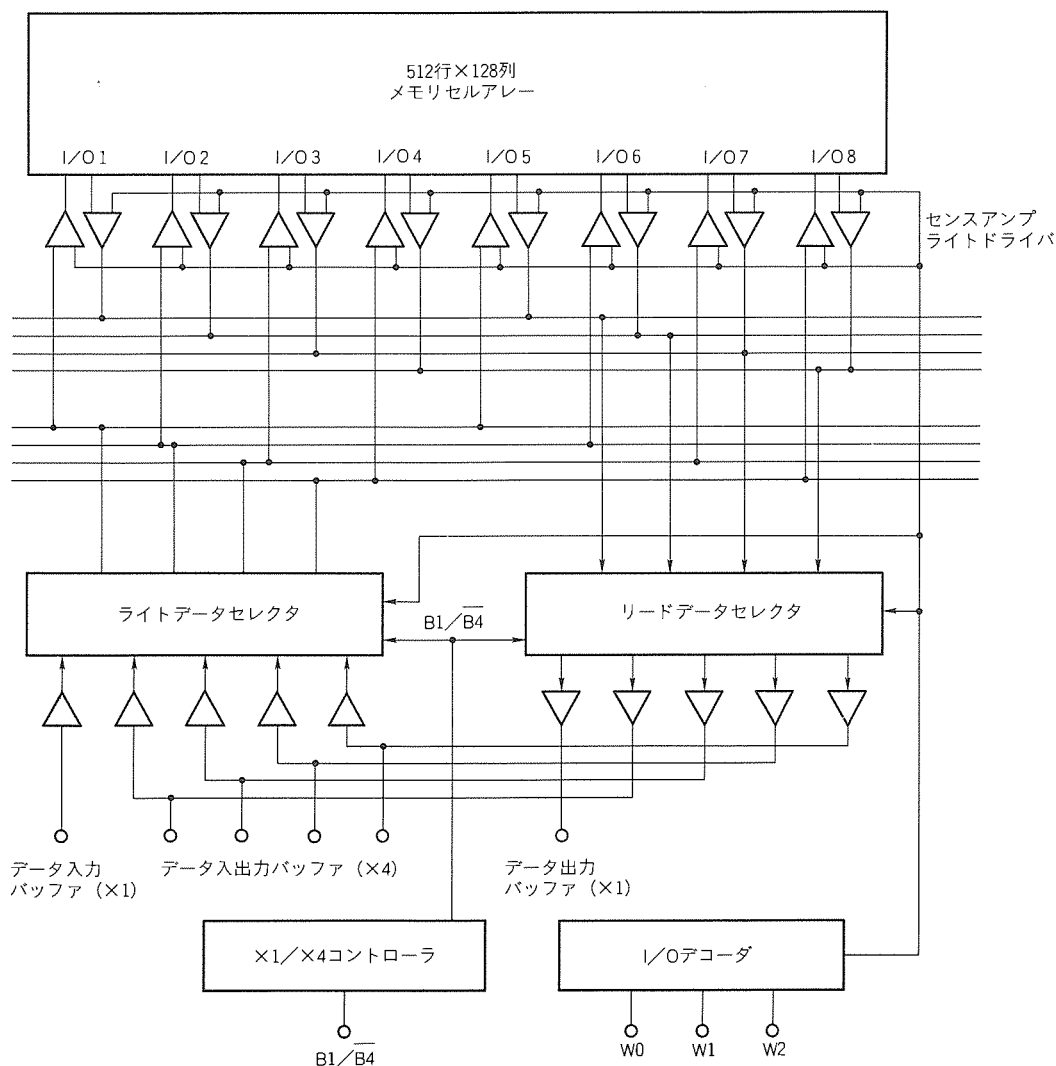 512行×128列
メモリセルアレー
I/O1 I/O2 I/O3 I/O4 I/O5 I/O6 I/O7 I/O8
センスアンプ
ライトドライバ
ライトデータセレクタ
B1/B4
リードデータセレクタ
データ入力
バッファ(×1)
データ入出力バッファ(×4)
データ出力
バッファ(×1)
×1/×4コントローラ
I/Oデコーダ
B1/B4
W0 W1 W2